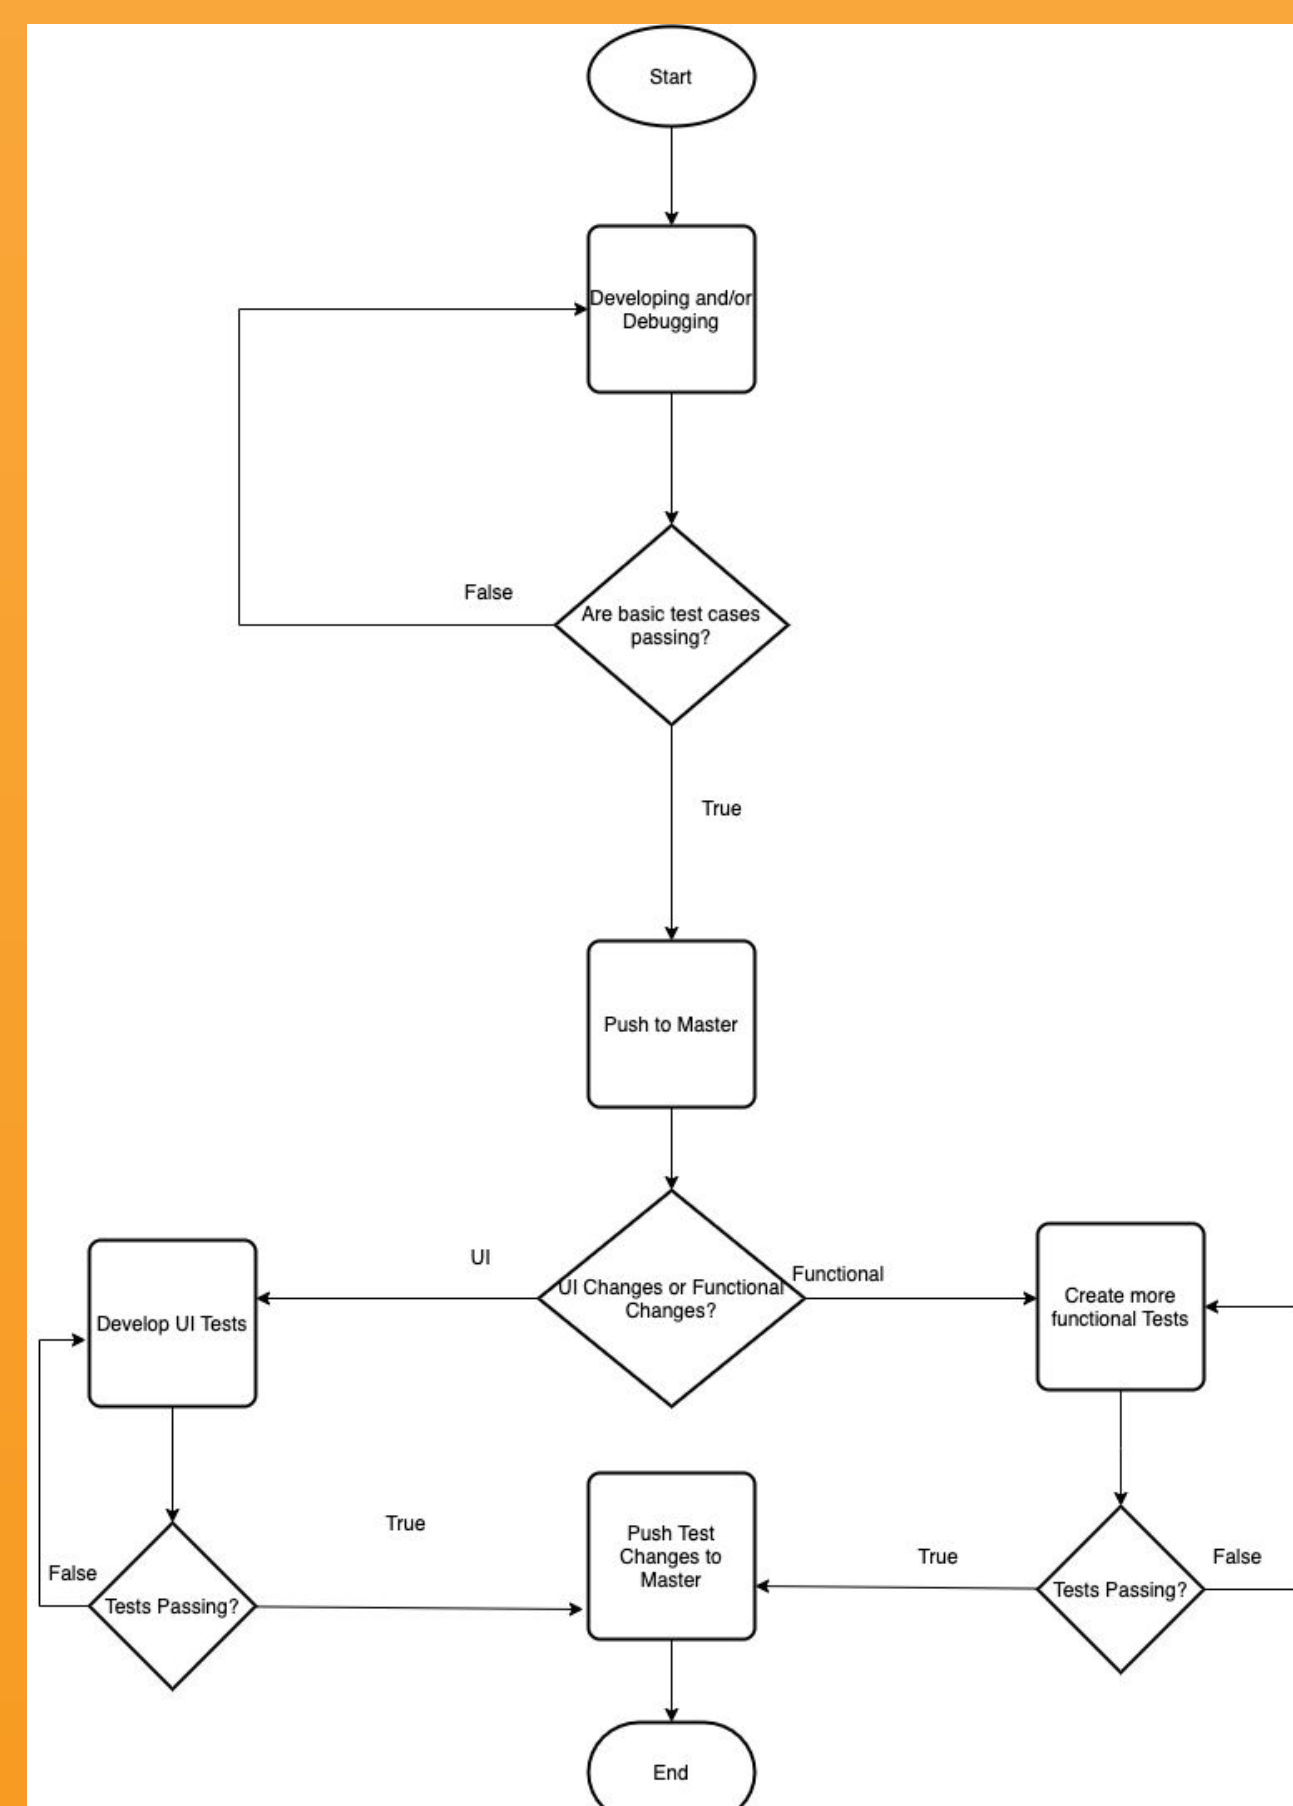 Start
Developing and/or
Debugging
False
Are basic test cases
passing?
True
Push to Master
UI
UI Changes or Functional
Changes?
Functional
Develop UI Tests
Create more
functional Tests
True
Push Test
Changes to
Master
True
False
False
Tests Passing?
Tests Passing?
End